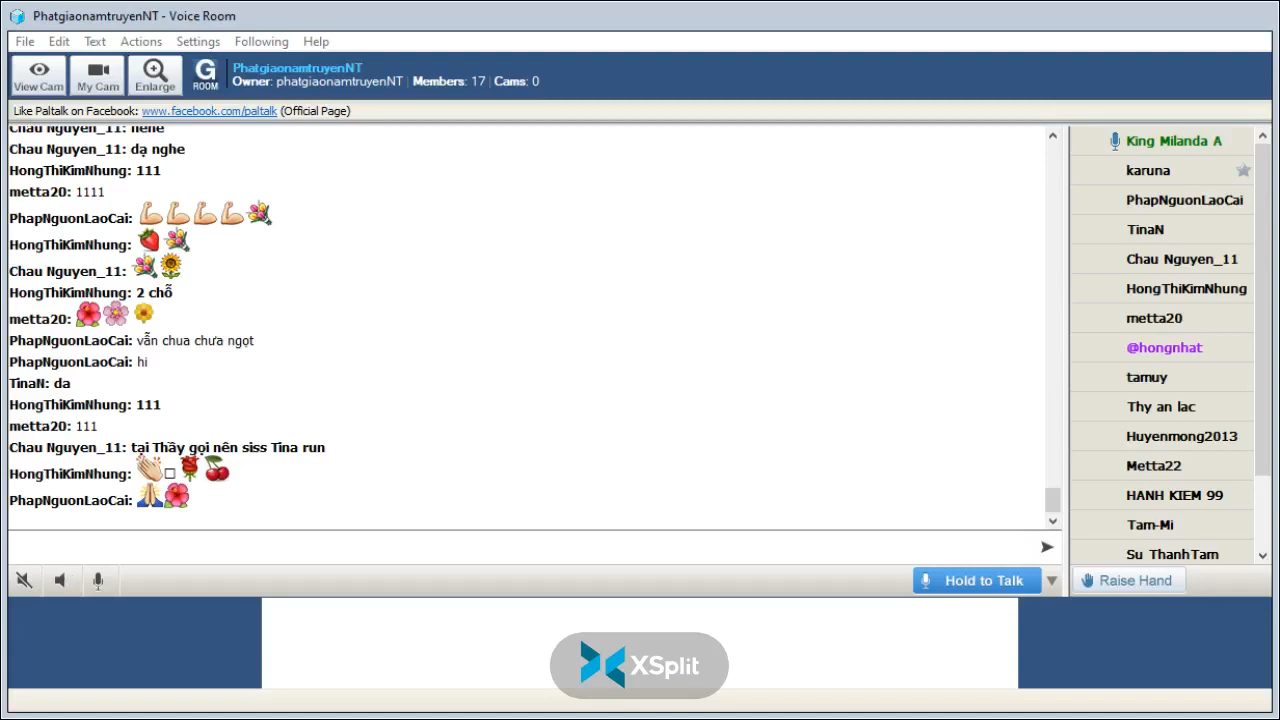 PhatgiaonamtruyenNT - Voice Room
File Edit Text Actions Settings Following Help
View Cam My Cam Enlarge G ROOM
PhatgiaonamtruyenNT
Owner: phatgiaonamtruyenNT | Members: 17 | Cams: 0
Like Paltalk on Facebook: www.facebook.com/paltalk (Official Page)
Chau Nguyen_11: hehe
Chau Nguyen_11: dạ nghe
HongThiKimNhung: 111
metta20: 1111
PhapNguonLaoCai:
HongThiKimNhung:
Chau Nguyen_11:
HongThiKimNhung: 2 chỗ
metta20:
PhapNguonLaoCai: vẫn chua chưa ngọt
PhapNguonLaoCai: hi
TinaN: da
HongThiKimNhung: 111
metta20: 111
Chau Nguyen_11: tại Thầy gọi nên siss Tina run
HongThiKimNhung:
PhapNguonLaoCai:
King Milanda A
karuna
PhapNguonLaoCai
TinaN
Chau Nguyen_11
HongThiKimNhung
metta20
@hongnhat
tamuy
Thy an lac
Huyenmong2013
Metta22
HANH KIEM 99
Tam-Mi
Su ThanhTam
Hold to Talk
Raise Hand
XSplit